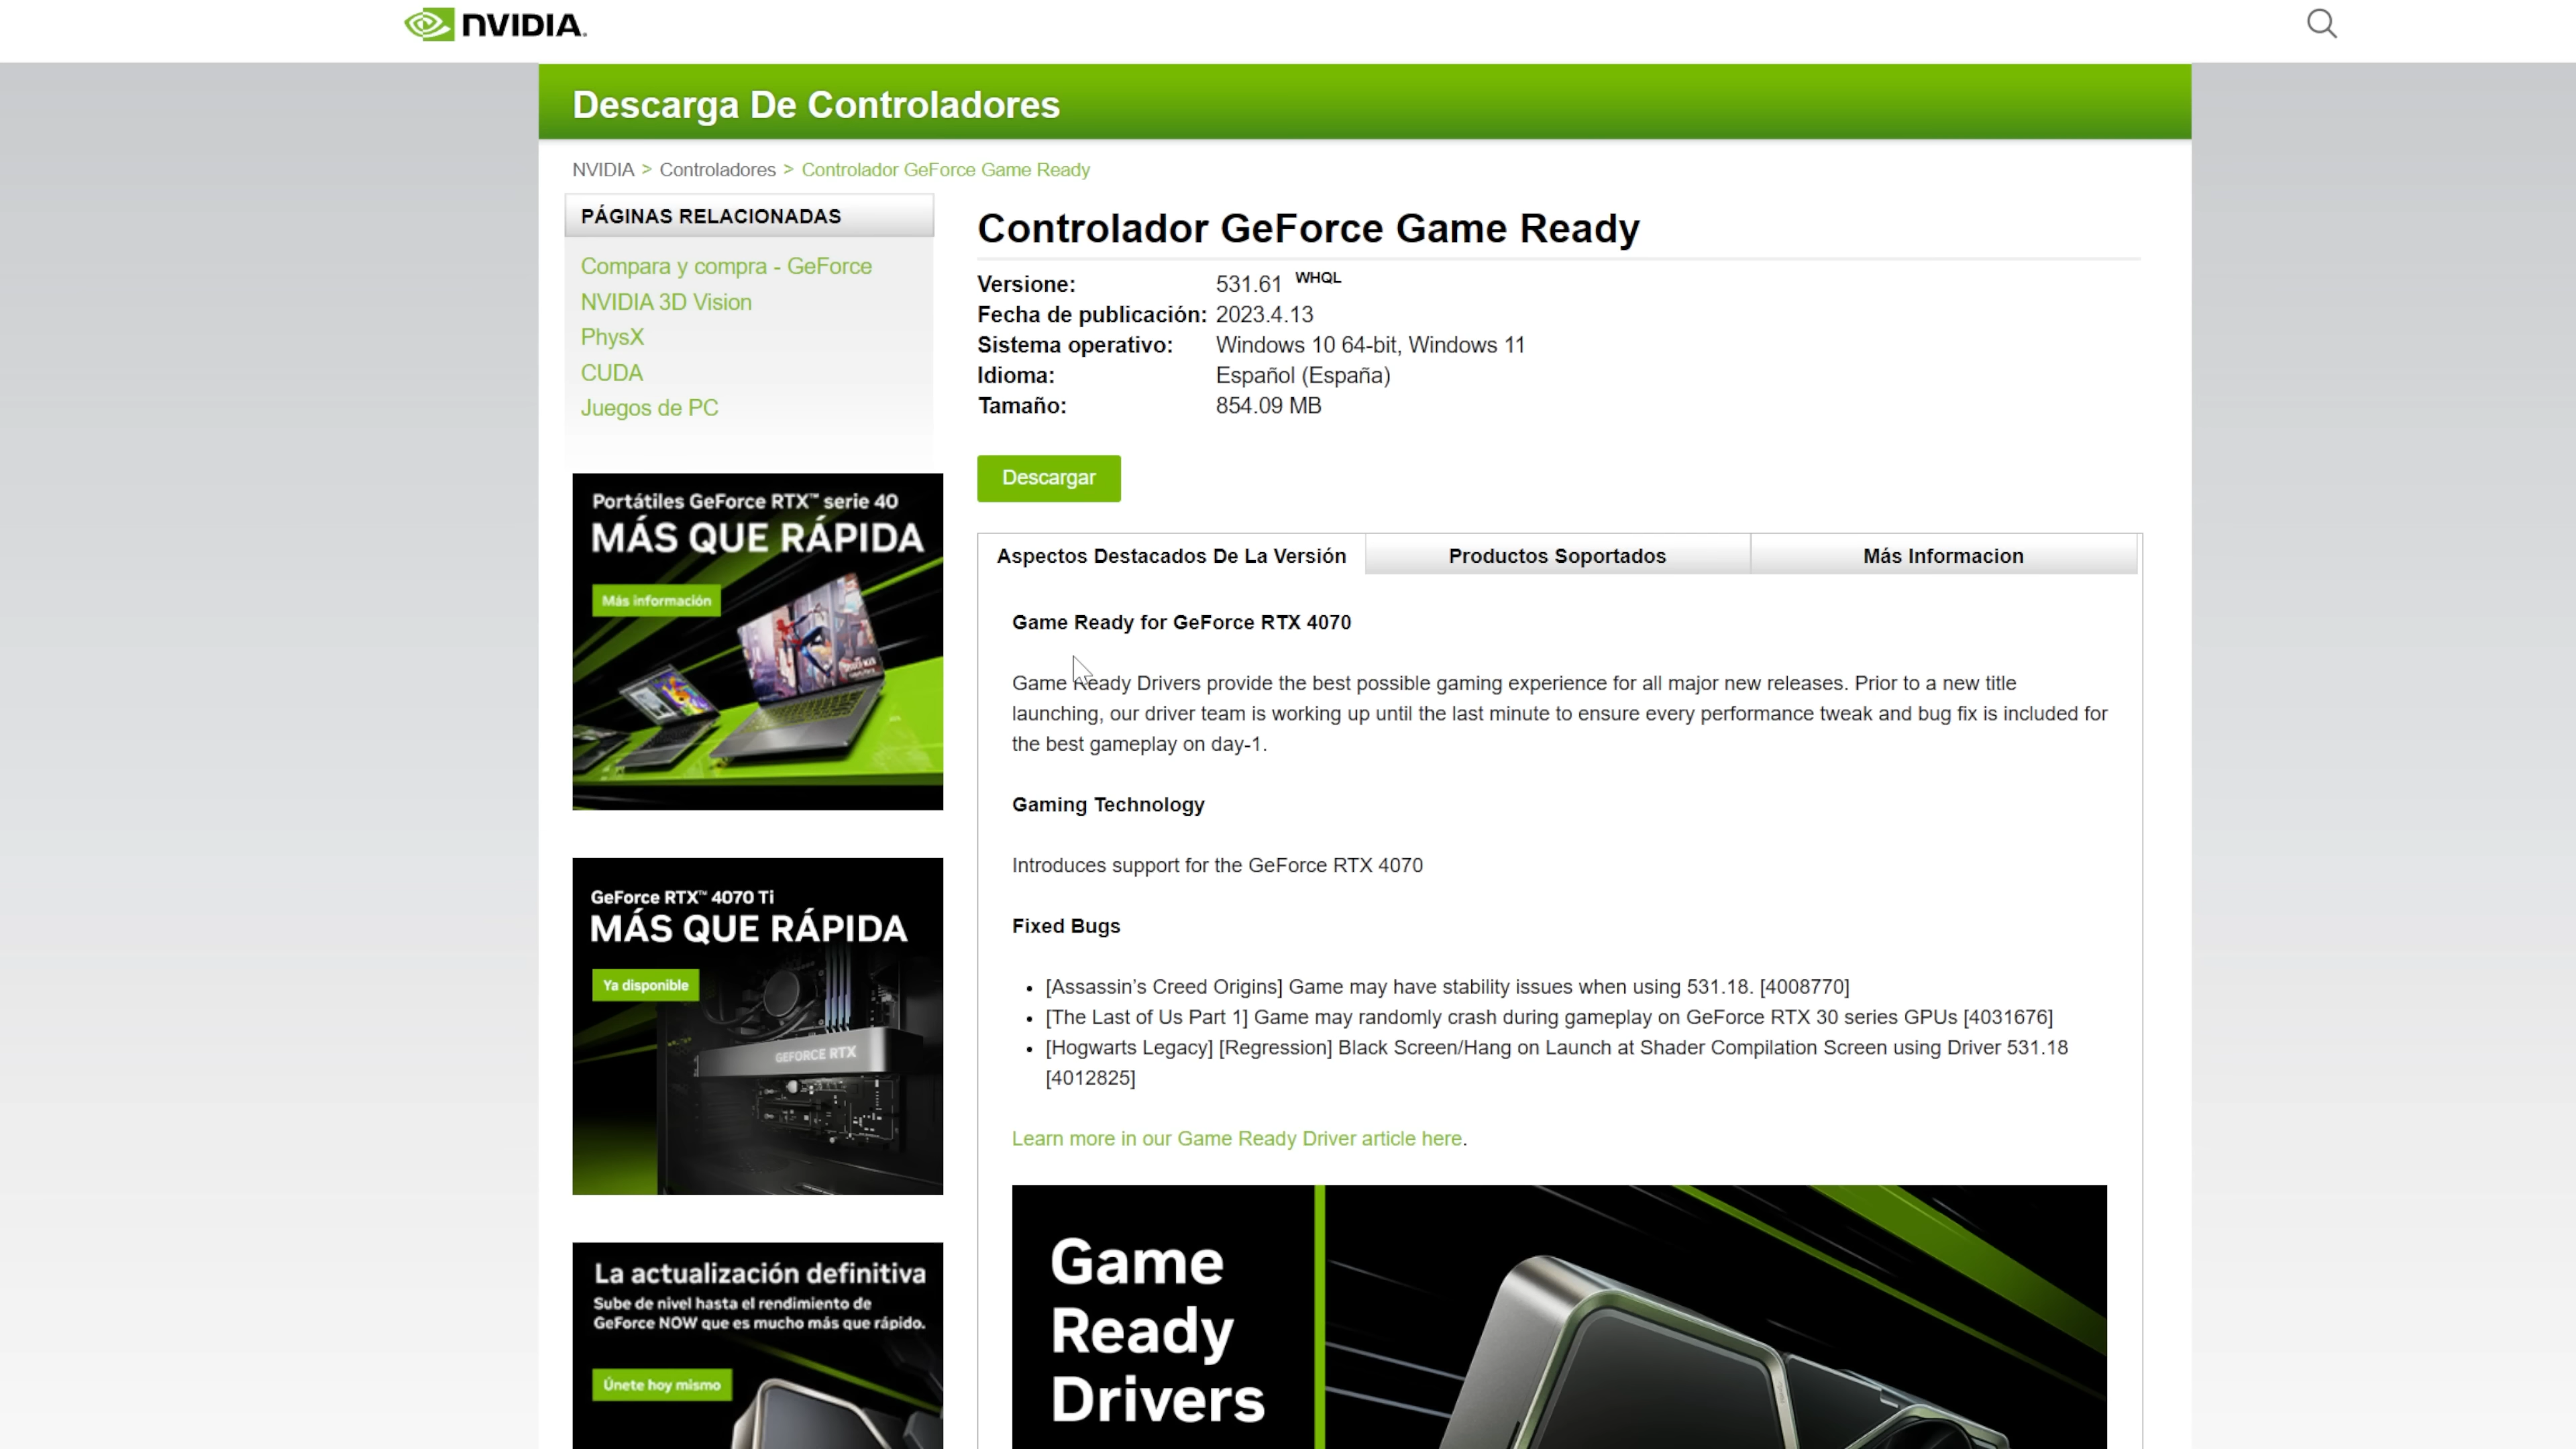 NVIDIA.
Descarga De Controladores
NVIDIA > Controladores > Controlador GeForce Game Ready
PÁGINAS RELACIONADAS
Compara y compra - GeForce
NVIDIA 3D Vision
PhysX
CUDA
Juegos de PC
Portátiles GeForce RTX™ serie 40
MÁS QUE RÁPIDA
Más información
GeForce RTX™ 4070 Ti
MÁS QUE RÁPIDA
Ya disponible
GEFORCE RTX
La actualización definitiva
Sube de nivel hasta el rendimiento de
GeForce NOW que es mucho más que rápido.
Únete hoy mismo
Controlador GeForce Game Ready
Versione: 531.61 WHQL
Fecha de publicación: 2023.4.13
Sistema operativo: Windows 10 64-bit, Windows 11
Idioma: Español (España)
Tamaño: 854.09 MB
Descargar
Aspectos Destacados De La Versión
Productos Soportados
Más Informacion
Game Ready for GeForce RTX 4070
Game Ready Drivers provide the best possible gaming experience for all major new releases. Prior to a new title
launching, our driver team is working up until the last minute to ensure every performance tweak and bug fix is included for
the best gameplay on day-1.
Gaming Technology
Introduces support for the GeForce RTX 4070
Fixed Bugs
• [Assassin’s Creed Origins] Game may have stability issues when using 531.18. [4008770]
• [The Last of Us Part 1] Game may randomly crash during gameplay on GeForce RTX 30 series GPUs [4031676]
• [Hogwarts Legacy] [Regression] Black Screen/Hang on Launch at Shader Compilation Screen using Driver 531.18
[4012825]
Learn more in our Game Ready Driver article here.
Game
Ready
Drivers